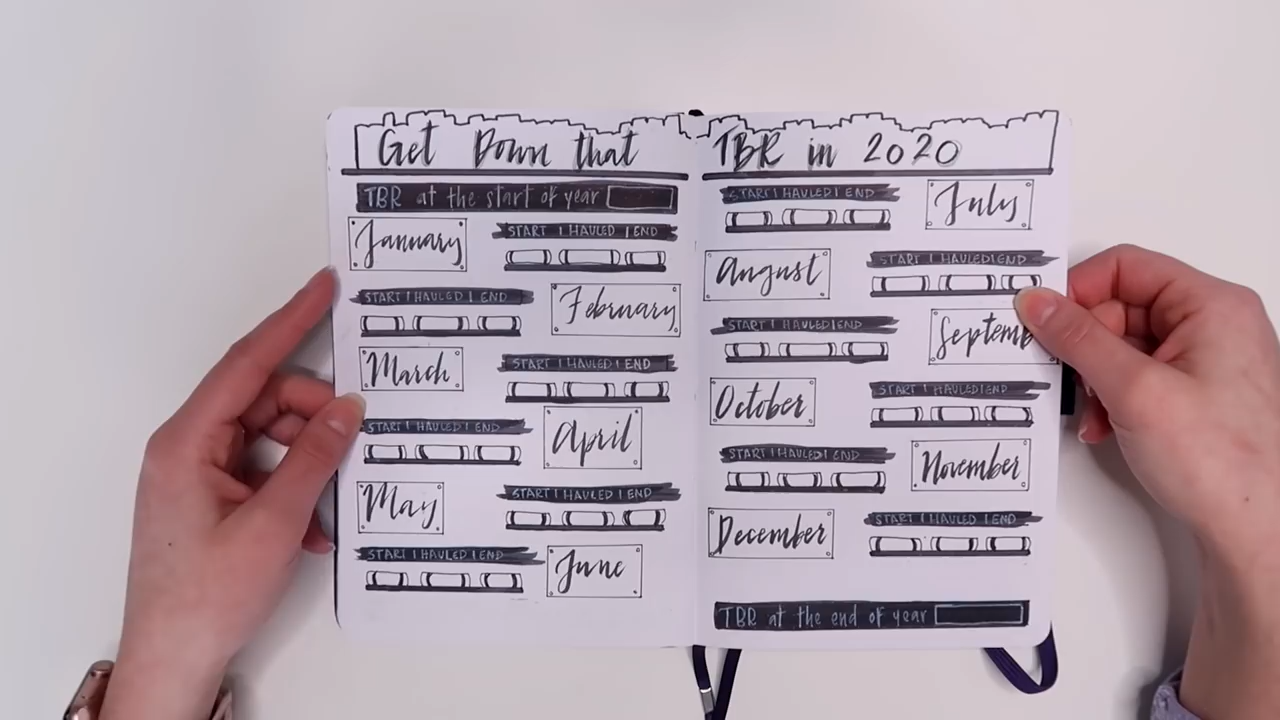 Get Down that TBR in 2020
TBR at the start of year
January
START | HAULED | END
START | HAULED | END
February
March
START | HAULED | END
START | HAULED | END
April
May
START | HAULED | END
START | HAULED | END
June
START | HAULED | END
July
August
START | HAULED | END
START | HAULED | END
Septemb
October
START | HAULED | END
START | HAULED | END
November
December
START | HAULED | END
TBR at the end of year